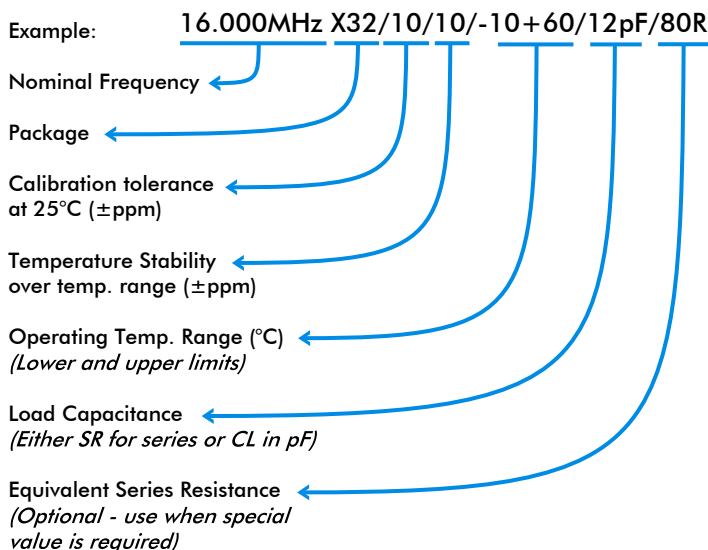 Example: 16.000MHz X32/10/10/-10+60/12pF/80R
Nominal Frequency
Package
Calibration tolerance
at 25°C (±ppm)
Temperature Stability
over temp. range (±ppm)
Operating Temp. Range (°C)
(Lower and upper limits)
Load Capacitance
(Either SR for series or CL in pF)
Equivalent Series Resistance
(Optional - use when special
value is required)